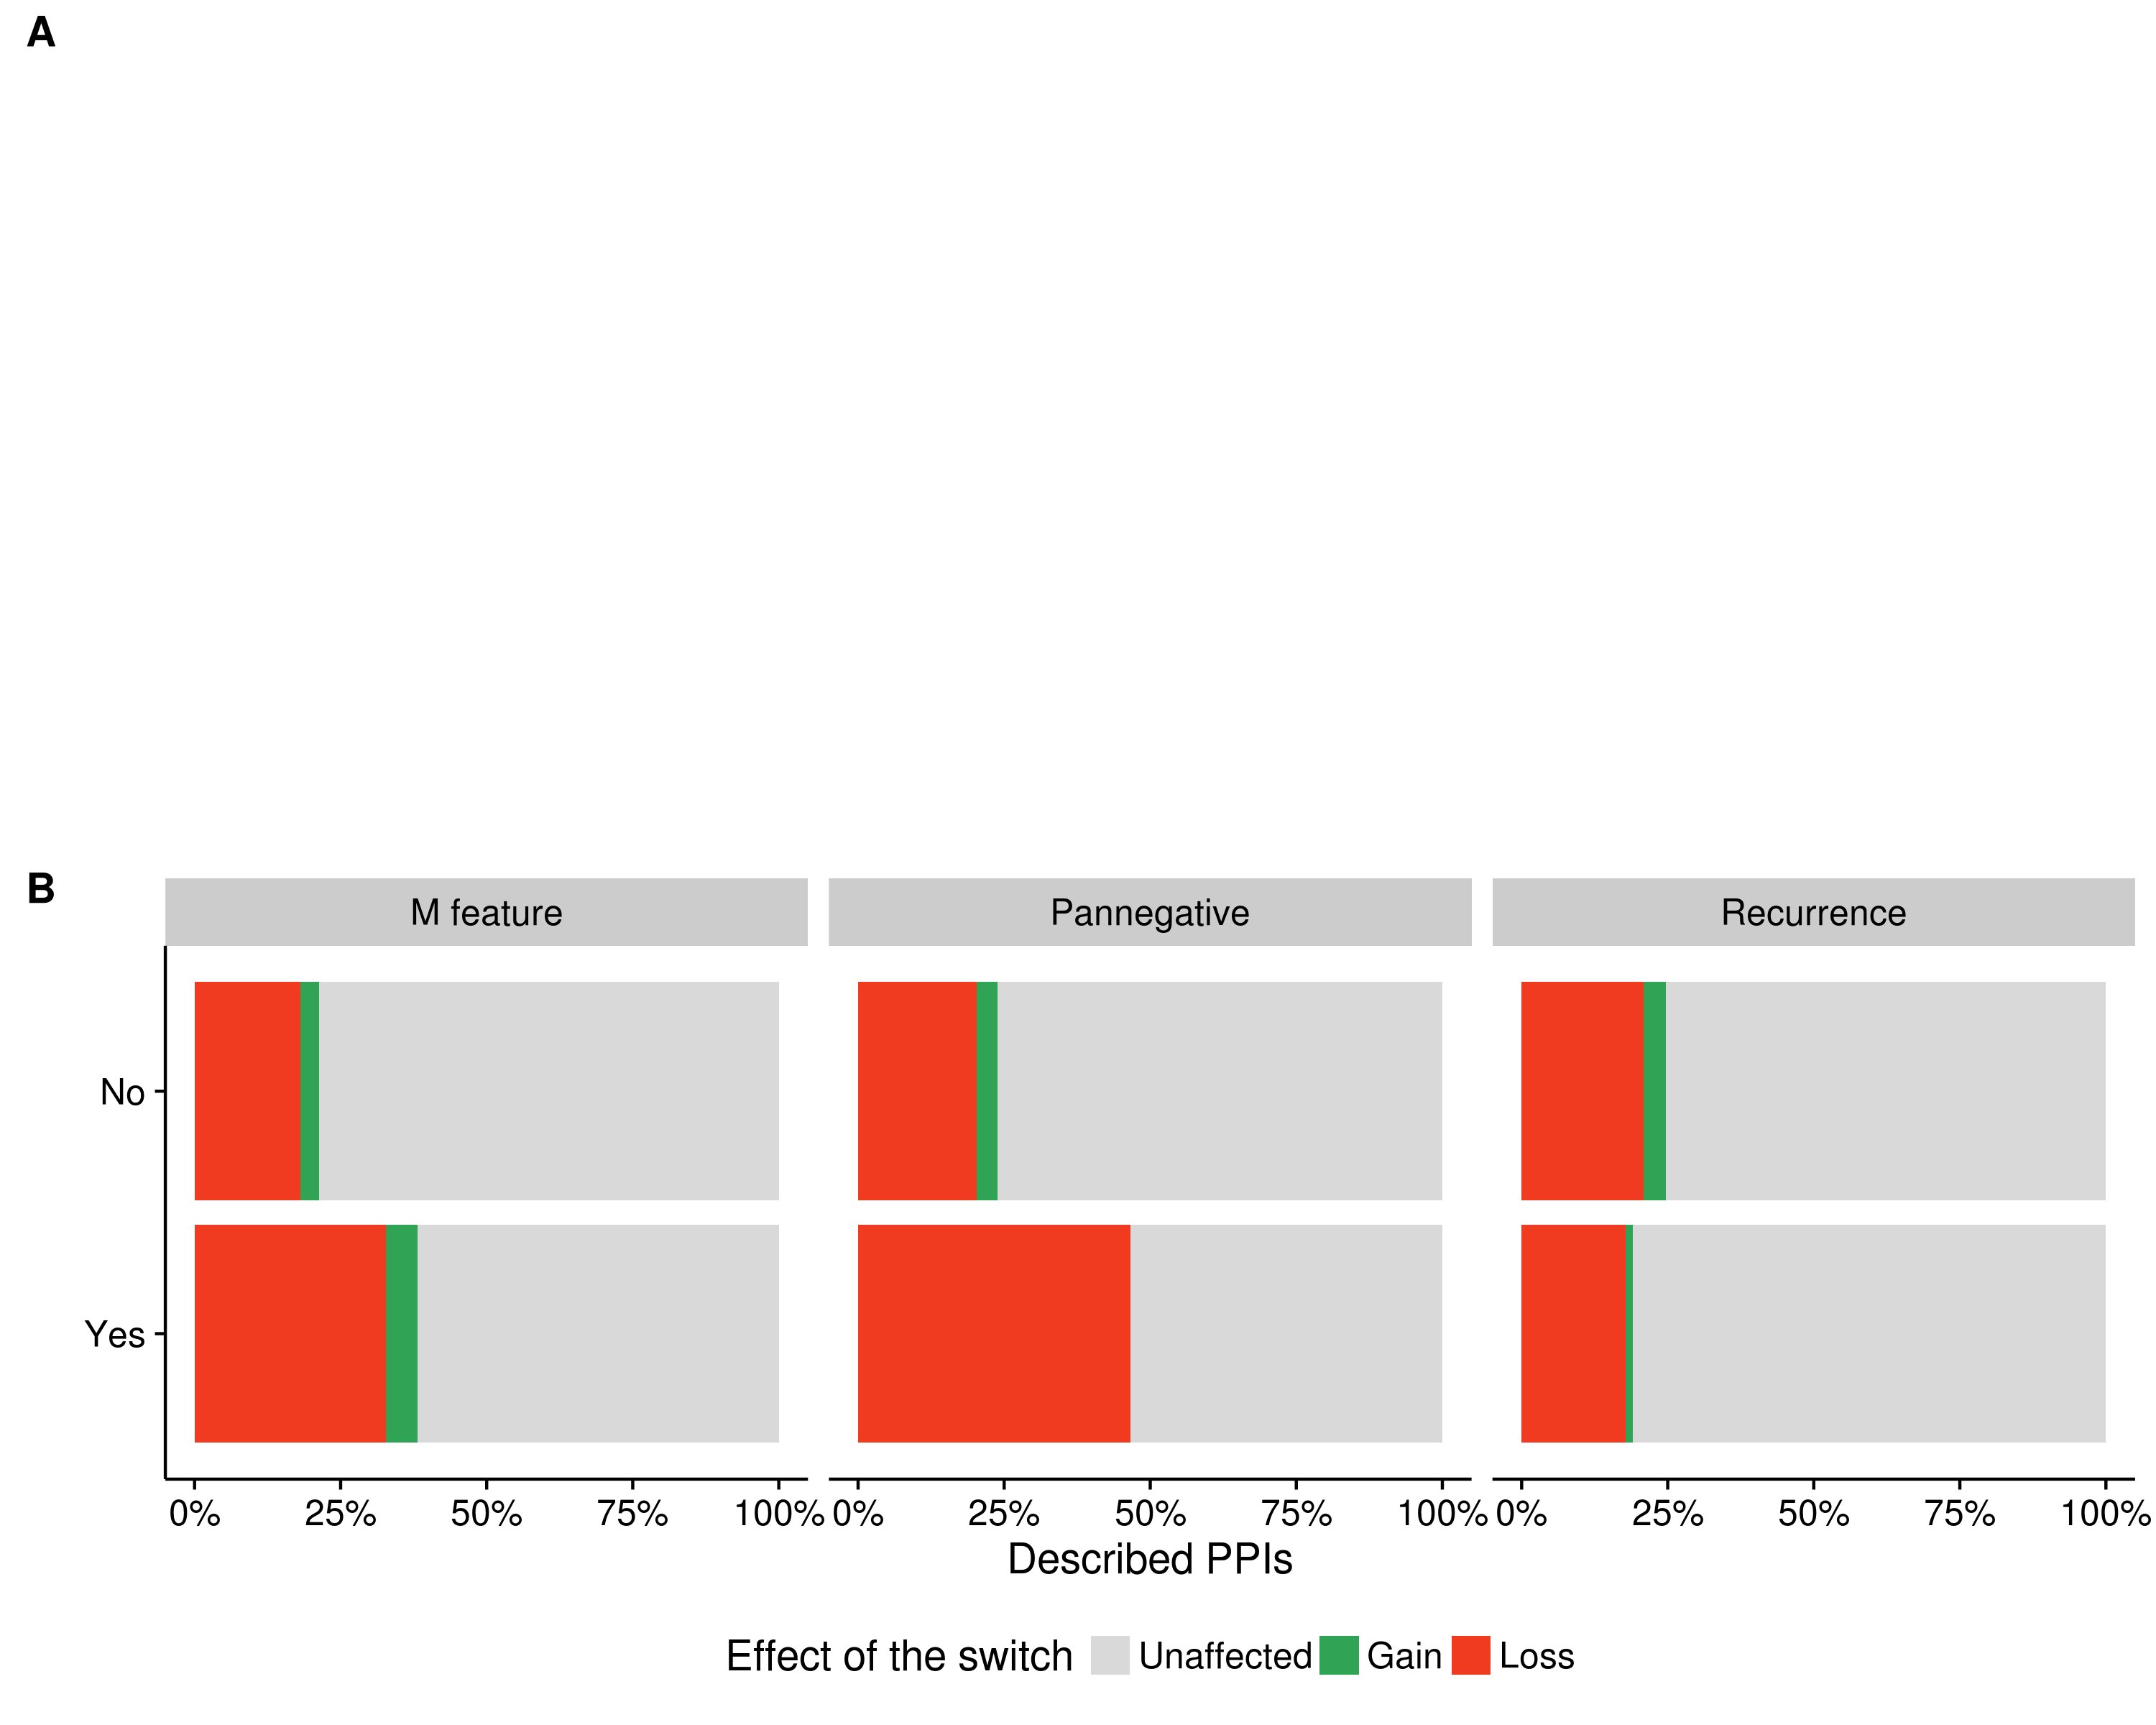 A
B
M feature
Pannegative
Recurrence
No
Yes
0% 25% 50% 75% 100% 0% 25% 50% 75% 100% 0% 25% 50% 75% 100%
Described PPIs
Effect of the switch Unaffected Gain Loss